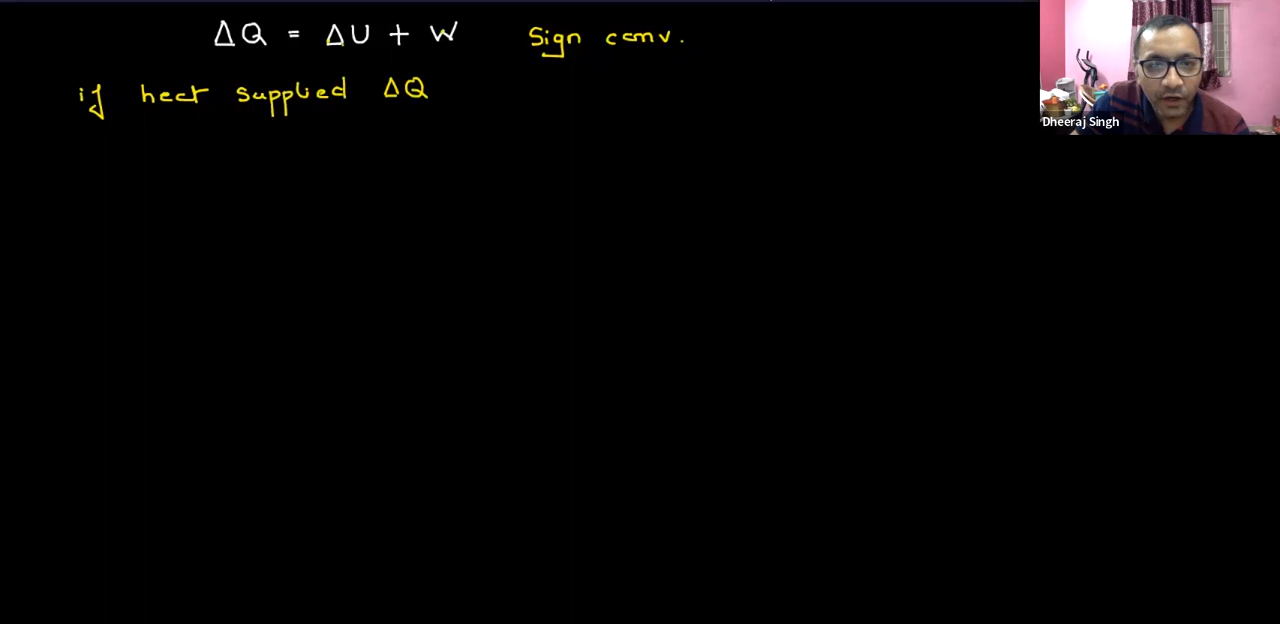 ΔQ = ΔU + W Sign conv.
if heat supplied ΔQ
Dheeraj Singh